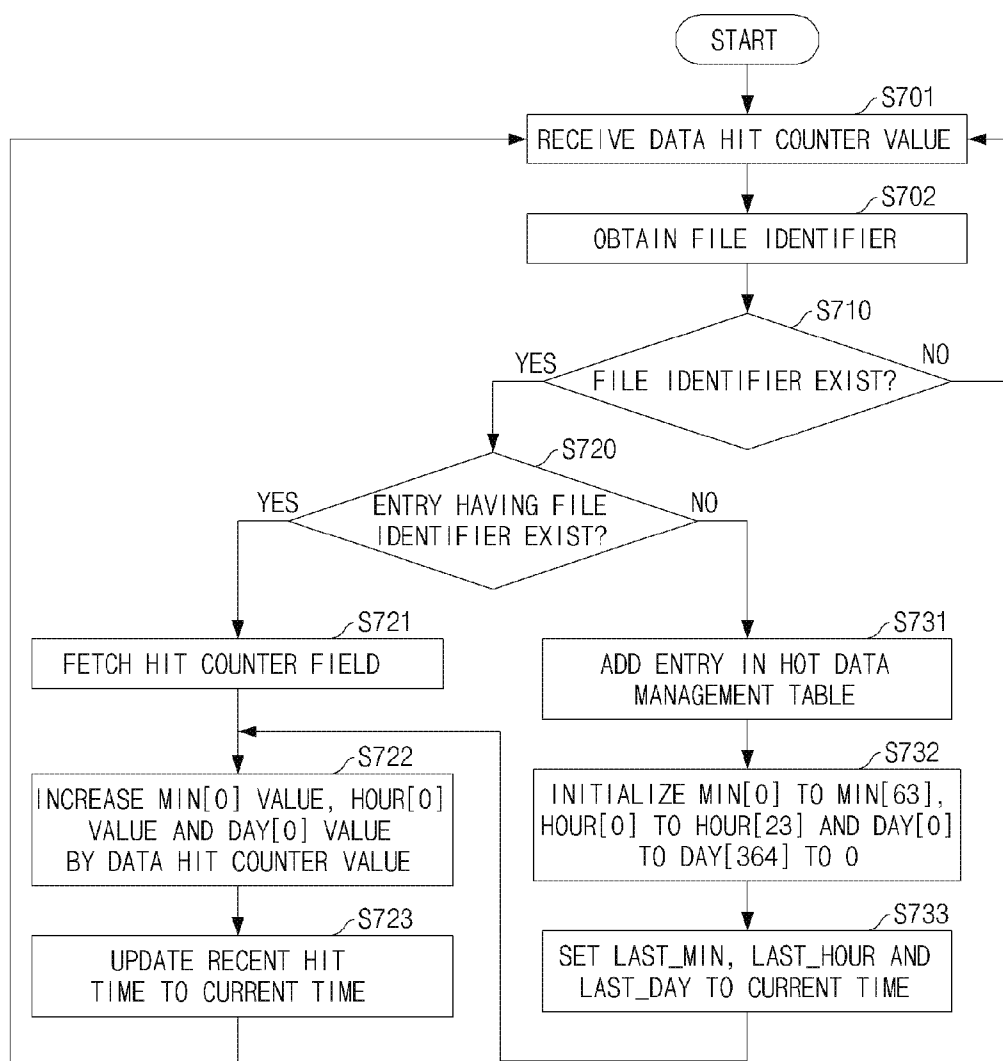 START
S701
RECEIVE DATA HIT COUNTER VALUE
S702
OBTAIN FILE IDENTIFIER
S710
YES
NO
FILE IDENTIFIER EXIST?
S720
YES
NO
ENTRY HAVING FILE
IDENTIFIER EXIST?
S721
FETCH HIT COUNTER FIELD
S731
ADD ENTRY IN HOT DATA
MANAGEMENT TABLE
S722
INCREASE MIN[0] VALUE, HOUR[0]
VALUE AND DAY[0] VALUE
BY DATA HIT COUNTER VALUE
S732
INITIALIZE MIN[0] TO MIN[63],
HOUR[0] TO HOUR[23] AND DAY[0]
TO DAY[364] TO 0
S723
UPDATE RECENT HIT
TIME TO CURRENT TIME
S733
SET LAST_MIN, LAST_HOUR AND
LAST_DAY TO CURRENT TIME